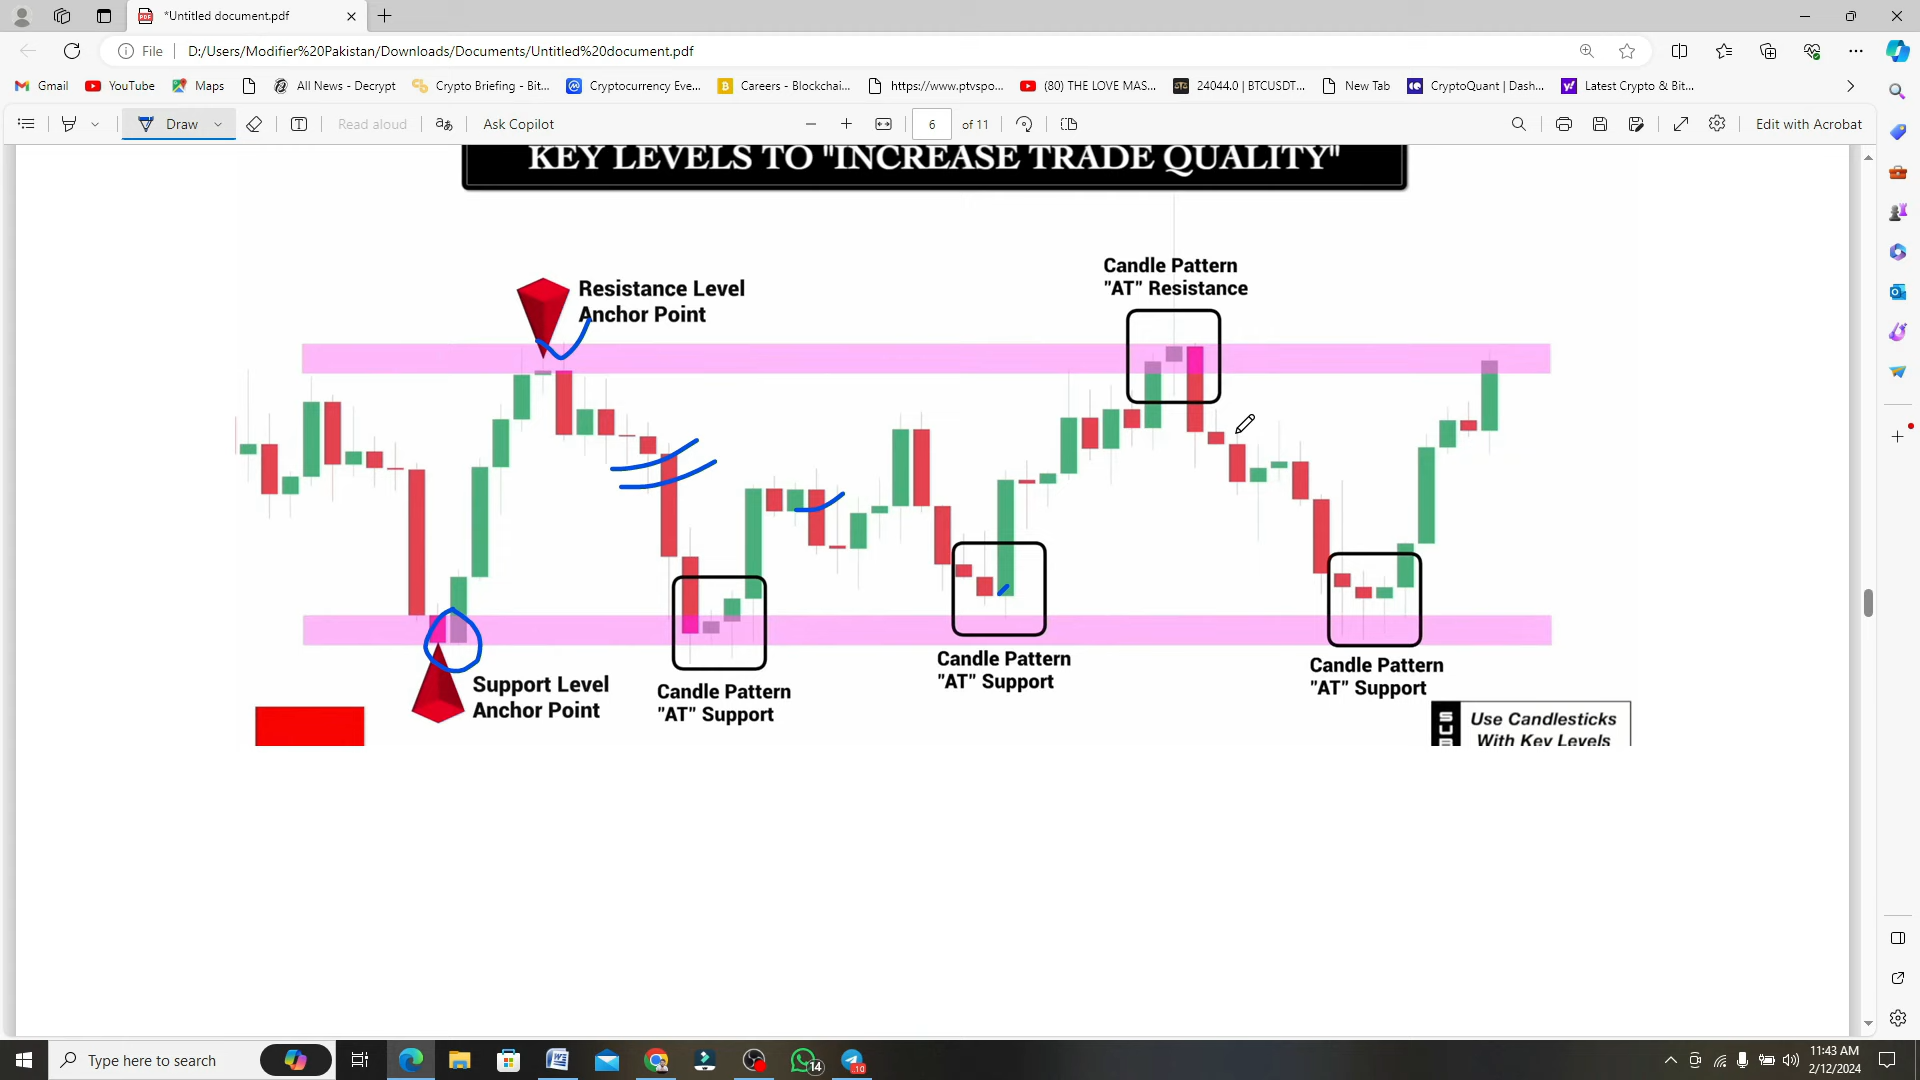 *Untitled document.pdf
File
D:/Users/Modifier%20Pakistan/Downloads/Documents/Untitled%20document.pdf
Gmail
YouTube
Maps
All News - Decrypt
Crypto Briefing - Bit...
Cryptocurrency Eve...
Careers - Blockchai...
https://www.ptvspo...
(80) THE LOVE MAS...
24044.0 | BTCUSDT...
New Tab
CryptoQuant | Dash...
Latest Crypto & Bit...
Draw
Read aloud
Ask Copilot
6
of 11
Edit with Acrobat
KEY LEVELS TO "INCREASE TRADE QUALITY"
Candle Pattern
"AT" Resistance
Resistance Level
Anchor Point
Support Level
Anchor Point
Candle Pattern
"AT" Support
Candle Pattern
"AT" Support
Candle Pattern
"AT" Support
Use Candlesticks
With Key Levels
Type here to search
14
10
11:43 AM
2/12/2024